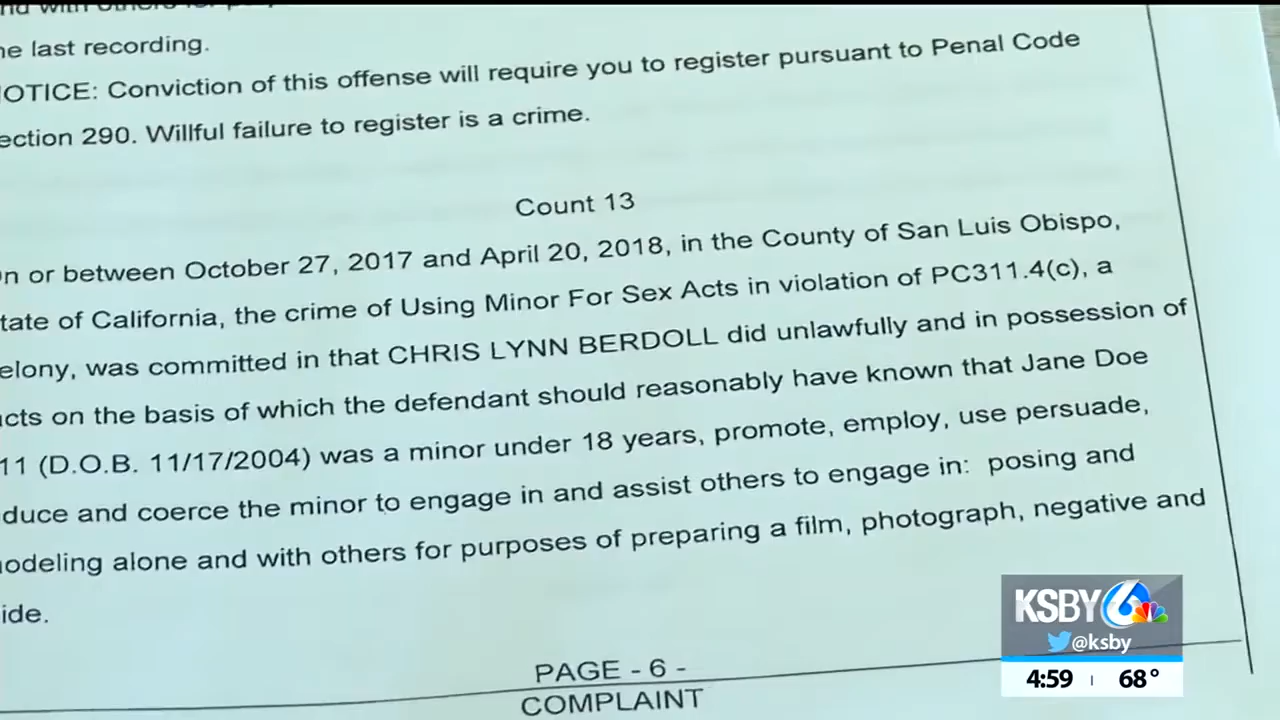 with others
he last recording.
OTICE: Conviction of this offense will require you to register pursuant to Penal Code
ection 290. Willful failure to register is a crime.
Count 13
n or between October 27, 2017 and April 20, 2018, in the County of San Luis Obispo,
tate of California, the crime of Using Minor For Sex Acts in violation of PC311.4(c), a
elony, was committed in that CHRIS LYNN BERDOLL did unlawfully and in possession of
cts on the basis of which the defendant should reasonably have known that Jane Doe
11 (D.O.B. 11/17/2004) was a minor under 18 years, promote, employ, use persuade,
duce and coerce the minor to engage in and assist others to engage in: posing and
odeling alone and with others for purposes of preparing a film, photograph, negative and
ide.
PAGE - 6 -
COMPLAINT
KSBY6
@ksby
4:59 68°